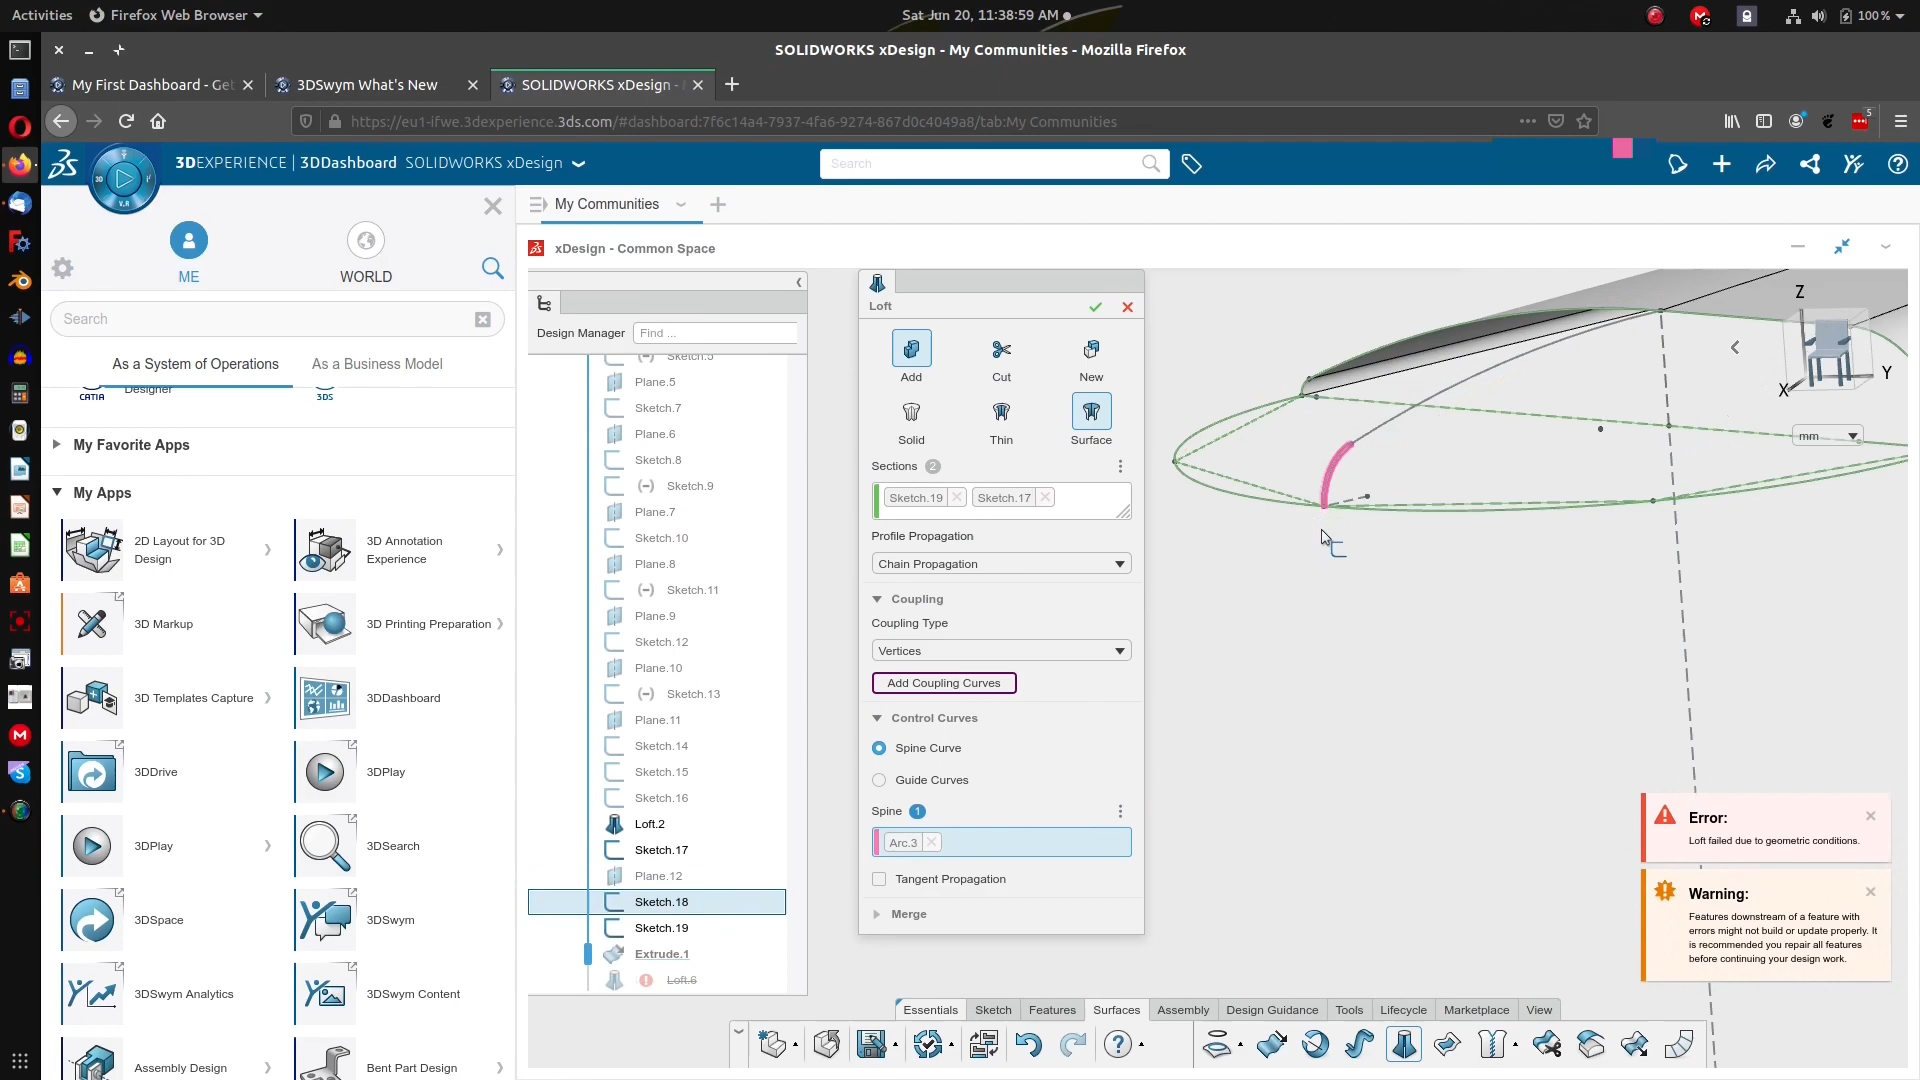 Activities
Firefox Web Browser
Sat Jun 20, 11:38:59 AM
100 %
SOLIDWORKS xDesign - My Communities - Mozilla Firefox
My First Dashboard - Get
3DSwym What's New
SOLIDWORKS xDesign -
https://eu1-ifwe.3dexperience.3ds.com/#dashboard:7f6c14a4-7937-4fa6-9274-867d0c4049a8/tab:My Communities
5
3D
V.R
3DEXPERIENCE | 3DDashboard SOLIDWORKS xDesign
Search
ME
WORLD
Search
As a System of Operations
As a Business Model
CATIA
Designer
3DS
My Favorite Apps
My Apps
2D Layout for 3D Design
3D Annotation Experience
3D Markup
3D Printing Preparation
3D Templates Capture
3DDashboard
3DDrive
3DPlay
3DPlay
3DSearch
3DSpace
3DSwym
3DSwym Analytics
3DSwym Content
Assembly Design
Bent Part Design
My Communities
xDesign - Common Space
Design Manager
Find ...
(-) Sketch.5
Plane.5
Sketch.7
Plane.6
Sketch.8
(-) Sketch.9
Plane.7
Sketch.10
Plane.8
(-) Sketch.11
Plane.9
Sketch.12
Plane.10
(-) Sketch.13
Plane.11
Sketch.14
Sketch.15
Sketch.16
Loft.2
Sketch.17
Plane.12
Sketch.18
Sketch.19
Extrude.1
Loft.6
Loft
Add
Cut
New
Solid
Thin
Surface
Sections 2
Sketch.19
Sketch.17
Profile Propagation
Chain Propagation
Coupling
Coupling Type
Vertices
Add Coupling Curves
Control Curves
Spine Curve
Guide Curves
Spine 1
Arc.3
Tangent Propagation
Merge
Z
Y
X
mm
Error:
Loft failed due to geometric conditions.
Warning:
Features downstream of a feature with
errors might not build or update properly. It
is recommended you repair all features
before continuing your design work.
Essentials
Sketch
Features
Surfaces
Assembly
Design Guidance
Tools
Lifecycle
Marketplace
View